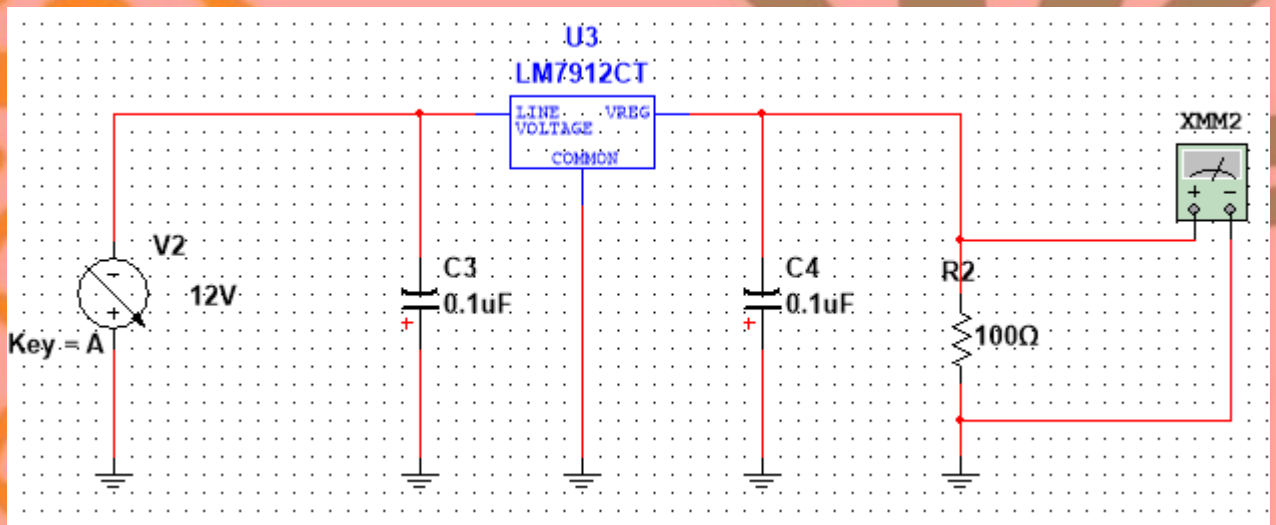 U3
LM7912CT
LINE VREG
VOLTAGE
COMMON
XMM2
+ -
V2
-
12V
+
Key = A
C3
0.1uF
+
C4
0.1uF
+
R2
100Ω